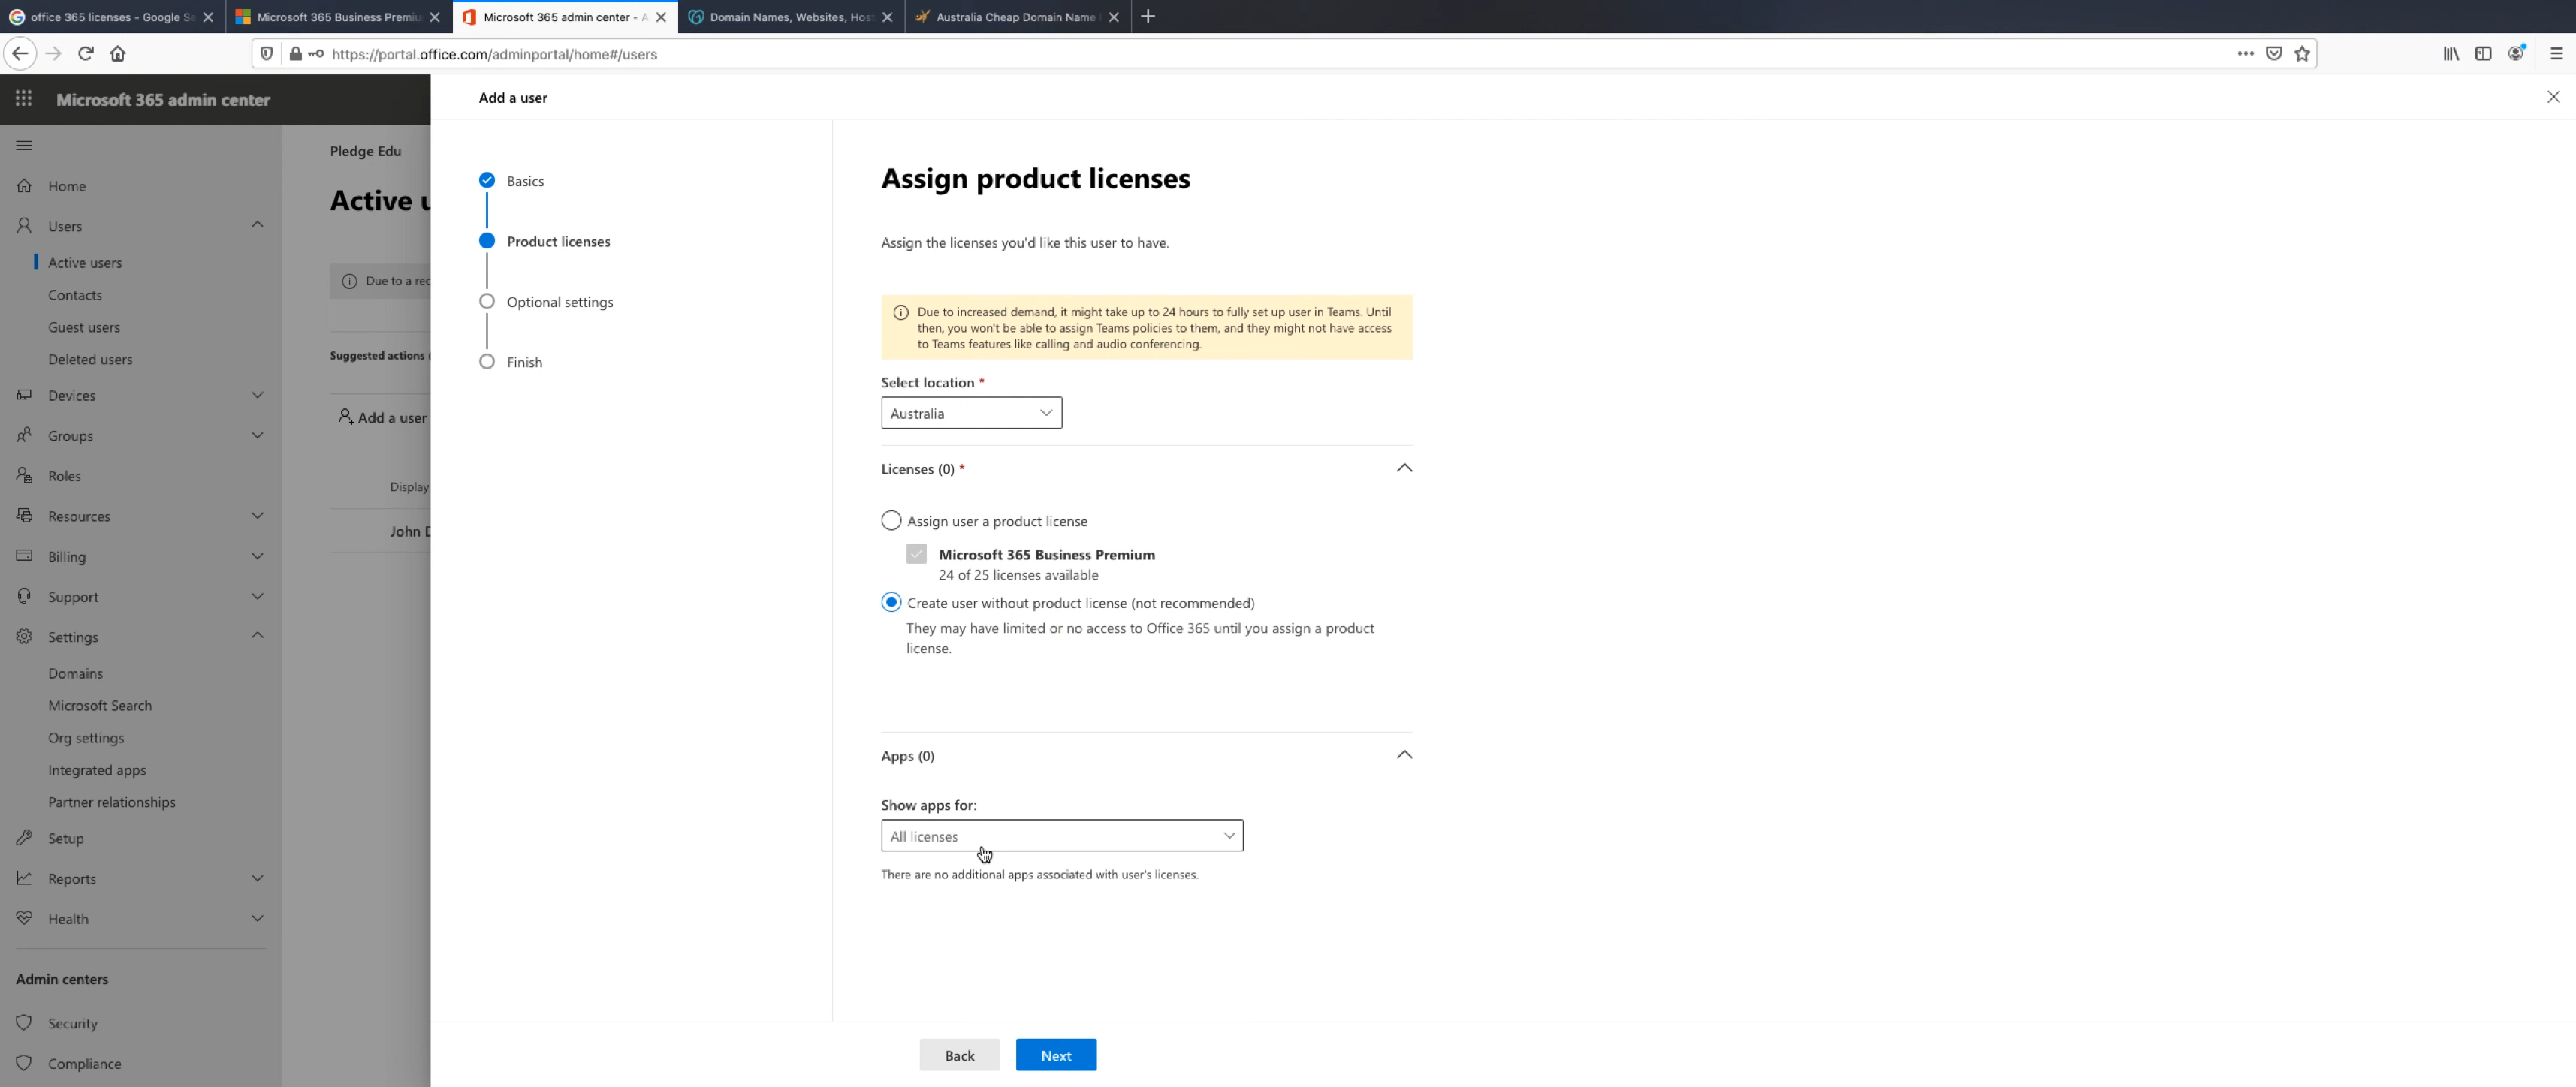 office 365 licenses - Google Se
Microsoft 365 Business Premiu
Microsoft 365 admin center - A
Domain Names, Websites, Host
Australia Cheap Domain Name
https://portal.office.com/adminportal/home#/users
Microsoft 365 admin center
Home
Users
Active users
Contacts
Guest users
Deleted users
Devices
Groups
Roles
Resources
Billing
Support
Settings
Domains
Microsoft Search
Org settings
Integrated apps
Partner relationships
Setup
Reports
Health
Admin centers
Security
Compliance
Pledge Edu
Active u
Due to a rec
Suggested actions (
Add a user
Display
John D
Add a user
Basics
Product licenses
Optional settings
Finish
Assign product licenses
Assign the licenses you'd like this user to have.
Due to increased demand, it might take up to 24 hours to fully set up user in Teams. Until
then, you won't be able to assign Teams policies to them, and they might not have access
to Teams features like calling and audio conferencing.
Select location *
Australia
Licenses (0) *
Assign user a product license
Microsoft 365 Business Premium
24 of 25 licenses available
Create user without product license (not recommended)
They may have limited or no access to Office 365 until you assign a product
license.
Apps (0)
Show apps for:
All licenses
There are no additional apps associated with user's licenses.
Back
Next